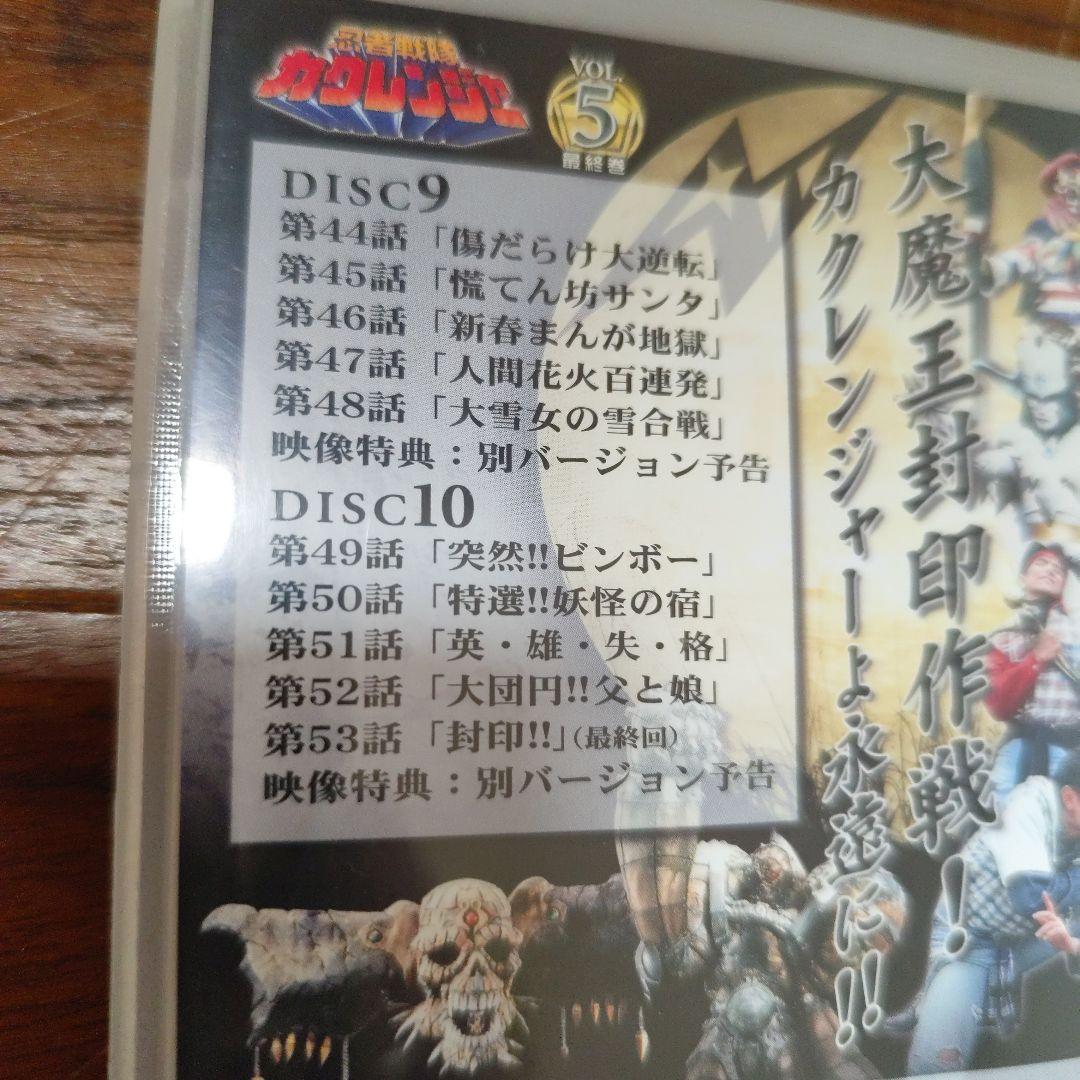 忍者戦隊
カクレンジャー
VOL.
5
最終巻
DISC9
第44話「傷だらけ大逆転」
第45話「慌てん坊サンタ」
第46話「新春まんが地獄」
第47話「人間花火百連発」
第48話「大雪女の雪合戦」
映像特典：別バージョン予告
DISC10
第49話「突然!!ビンボー」
第50話「特選!!妖怪の宿」
第51話「英・雄・失・格」
第52話「大団円!!父と娘」
第53話「封印!!」（最終回）
映像特典：別バージョン予告
大魔王封印作戦！
カクレンジャーよ永遠に!!